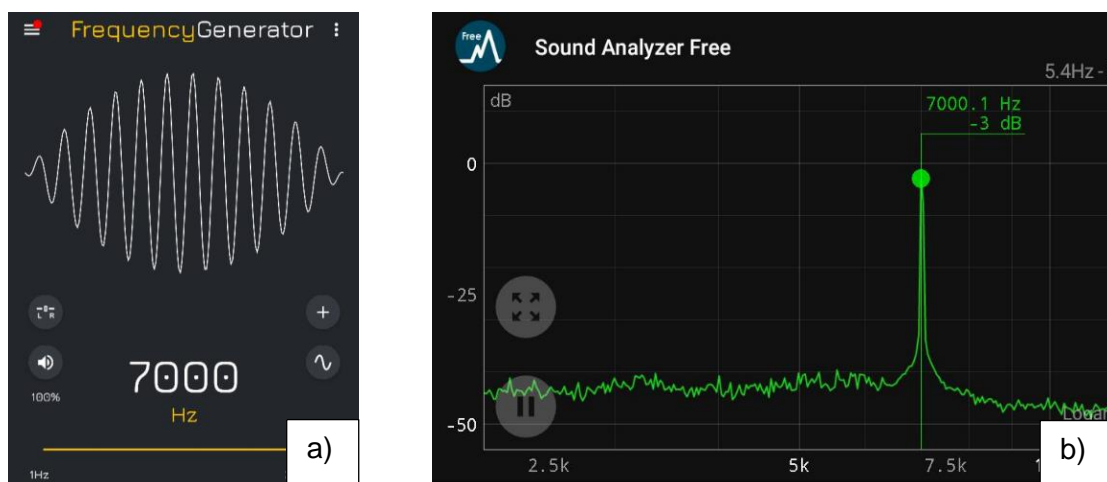 FrequencyGenerator
L R
100%
7000
Hz
1Hz
a)
Free
Sound Analyzer Free
5.4Hz -
dB
7000.1 Hz
-3 dB
0
-25
-50
2.5k 5k 7.5k 1
b)